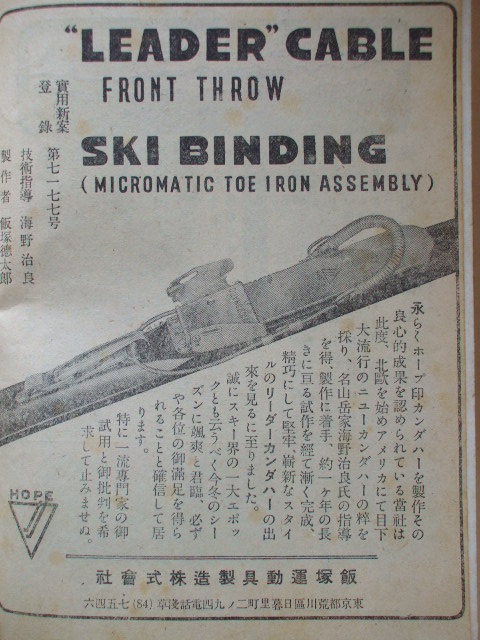 "LEADER" CABLE
FRONT THROW
SKI BINDING
(MICROMATIC TOE IRON ASSEMBLY)
實用新案
登錄
第七一一七七号
技術指導 海野治良
製作者 飯塚德太郎
永らくホープ印カンダハーを製作その
良心的成果を認められている當社は
此度、北歐を始めアメリカにて目下
大流行のニューカンダハーの粹を
採り、名山岳家海野治良氏の指導
を得、製作に着手、約一ヶ年の長
きに亘る試作を經て漸く完成、
精巧にして堅牢、嶄新なスタイ
ルのリーダーカンダハーの出
來を見るに至りました。
誠にスキー界の一大エポッ
クとも云うべく今冬のシー
ズンに颯爽と君臨、必ず
や各位の御滿足を得ら
れることと確信して居
ります。
特に一流專門家の御
試用と御批判を希
求して止みませぬ。
HOPE
飯塚運動具製造株式會社
東京都荒川區日暮里町二ノ九四電話淺草(84)七五四六